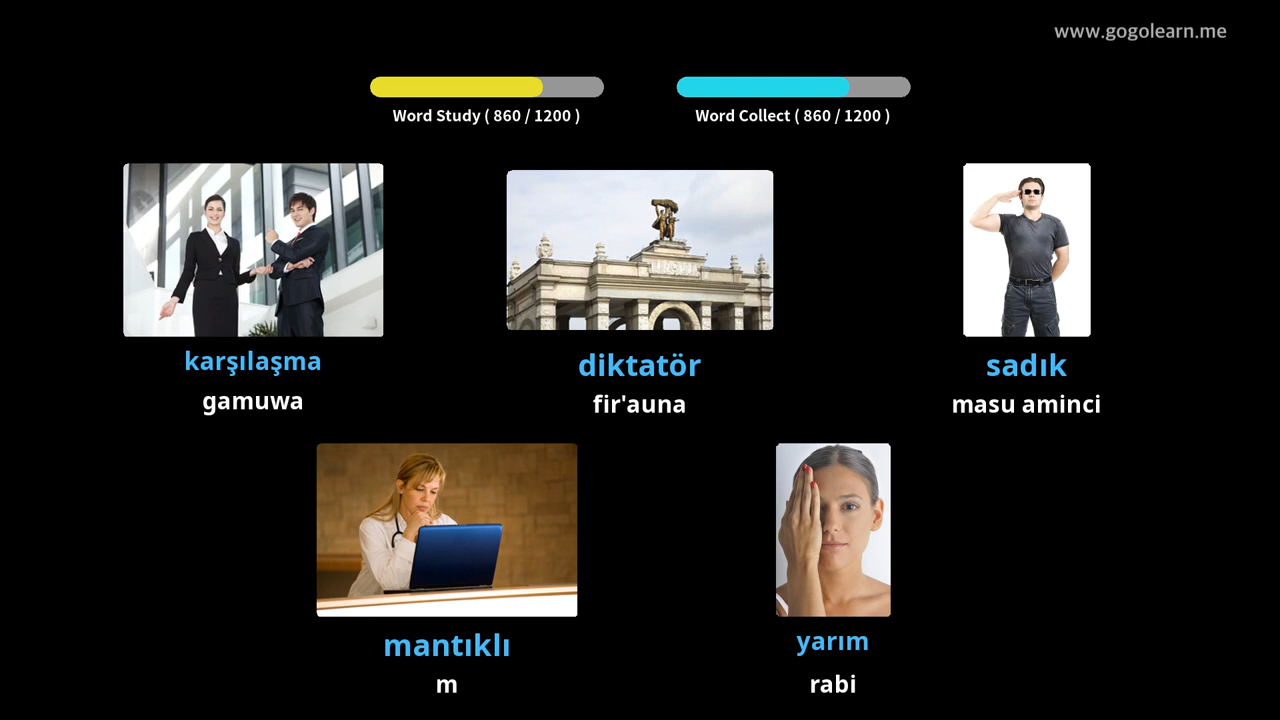 www.gogolearn.me
Word Study ( 860 / 1200 )
Word Collect ( 860 / 1200 )
karşılaşma
gamuwa
diktatör
fir'auna
sadık
masu aminci
mantıklı
m
yarım
rabi